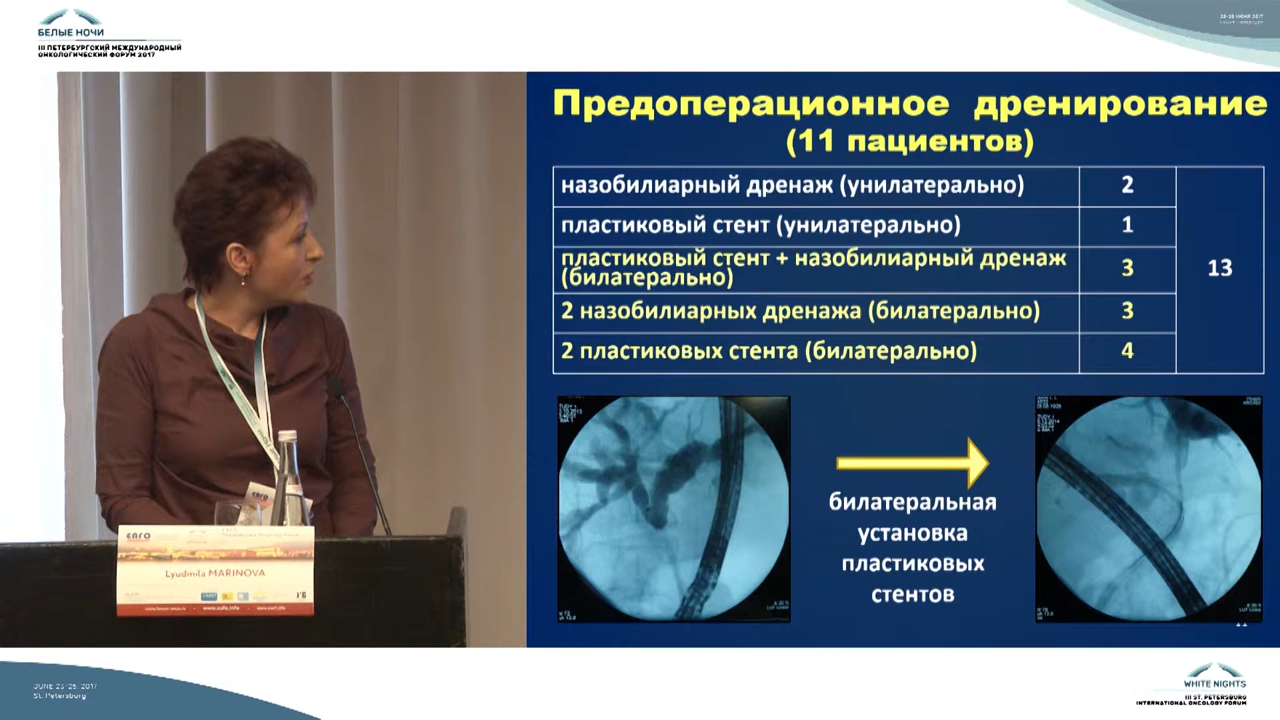 БЕЛЫЕ НОЧИ
III ПЕТЕРБУРГСКИЙ МЕЖДУНАРОДНЫЙ
ОНКОЛОГИЧЕСКИЙ ФОРУМ 2017
Предоперационное дренирование
(11 пациентов)
назобилиарный дренаж (унилатерально) 2
пластиковый стент (унилатерально) 1
пластиковый стент + назобилиарный дренаж
(билатерально) 3
13
2 назобилиарных дренажа (билатерально) 3
2 пластиковых стента (билатерально) 4
билатеральная
установка
пластиковых
стентов
11
Lyudmila MARINOVA
JUNE 23-25, 2017
St. Petersburg
WHITE NIGHTS
III ST. PETERSBURG
INTERNATIONAL ONCOLOGY FORUM